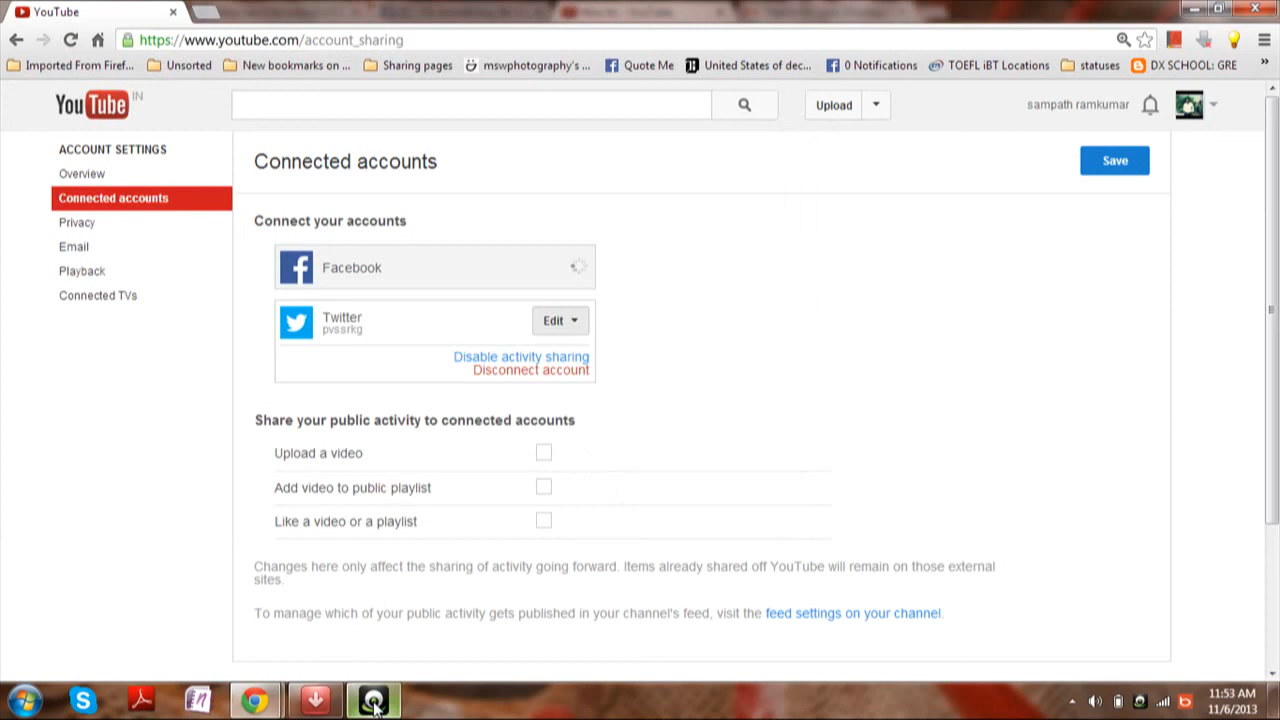 YouTube
https://www.youtube.com/account_sharing
Imported From Firef... Unsorted New bookmarks on ... Sharing pages mswphotography's ... Quote Me United States of dec... 0 Notifications TOEFL iBT Locations statuses DX SCHOOL: GRE »
YouTube IN Upload sampath ramkumar
ACCOUNT SETTINGS
Overview
Connected accounts
Privacy
Email
Playback
Connected TVs
Connected accounts Save
Connect your accounts
Facebook
Twitter
pvssrkg
Edit
Disable activity sharing
Disconnect account
Share your public activity to connected accounts
Upload a video
Add video to public playlist
Like a video or a playlist
Changes here only affect the sharing of activity going forward. Items already shared off YouTube will remain on those external
sites.
To manage which of your public activity gets published in your channel's feed, visit the feed settings on your channel.
11:53 AM
11/6/2013